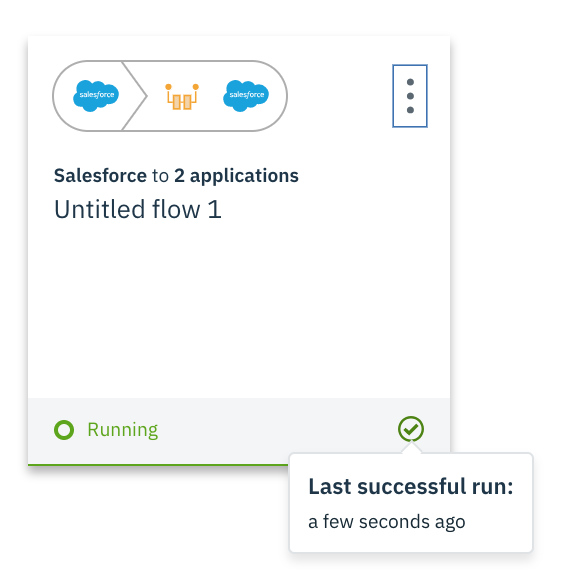 salesforce
salesforce
Salesforce to 2 applications
Untitled flow 1
Running
Last successful run:
a few seconds ago